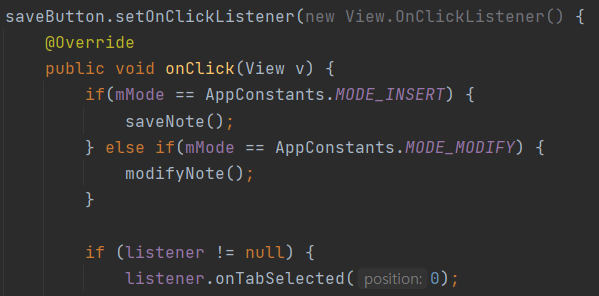 saveButton.setOnClickListener(new View.OnClickListener() {
@Override
public void onClick(View v) {
if(mMode == AppConstants.MODE_INSERT) {
saveNote();
} else if(mMode == AppConstants.MODE_MODIFY) {
modifyNote();
}
if (listener != null) {
listener.onTabSelected( position: 0);